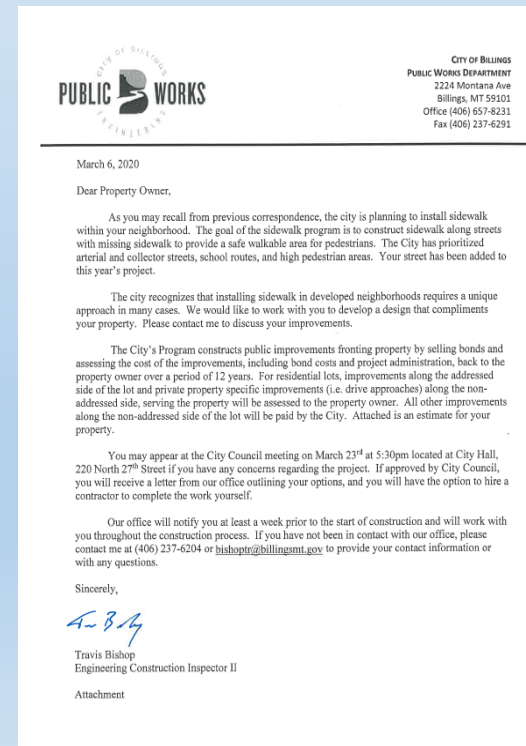 CITY OF BILLINGS
PUBLIC WORKS
ENGINEERING
CITY OF BILLINGS
PUBLIC WORKS DEPARTMENT
2224 Montana Ave
Billings, MT 59101
Office (406) 657-8231
Fax (406) 237-6291
March 6, 2020
Dear Property Owner,
As you may recall from previous correspondence, the city is planning to install sidewalk
within your neighborhood. The goal of the sidewalk program is to construct sidewalk along streets
with missing sidewalk to provide a safe walkable area for pedestrians. The City has prioritized
arterial and collector streets, school routes, and high pedestrian areas. Your street has been added to
this year's project.
The city recognizes that installing sidewalk in developed neighborhoods requires a unique
approach in many cases. We would like to work with you to develop a design that compliments
your property. Please contact me to discuss your improvements.
The City's Program constructs public improvements fronting property by selling bonds and
assessing the cost of the improvements, including bond costs and project administration, back to the
property owner over a period of 12 years. For residential lots, improvements along the addressed
side of the lot and private property specific improvements (i.e. drive approaches) along the non-
addressed side, serving the property will be assessed to the property owner. All other improvements
along the non-addressed side of the lot will be paid by the City. Attached is an estimate for your
property.
You may appear at the City Council meeting on March 23rd at 5:30pm located at City Hall,
220 North 27th Street if you have any concerns regarding the project. If approved by City Council,
you will receive a letter from our office outlining your options, and you will have the option to hire a
contractor to complete the work yourself.
Our office will notify you at least a week prior to the start of construction and will work with
you throughout the construction process. If you have not been in contact with our office, please
contact me at (406) 237-6204 or bishoptr@billingsmt.gov to provide your contact information or
with any questions.
Sincerely,
Travis Bishop
Engineering Construction Inspector II
Attachment